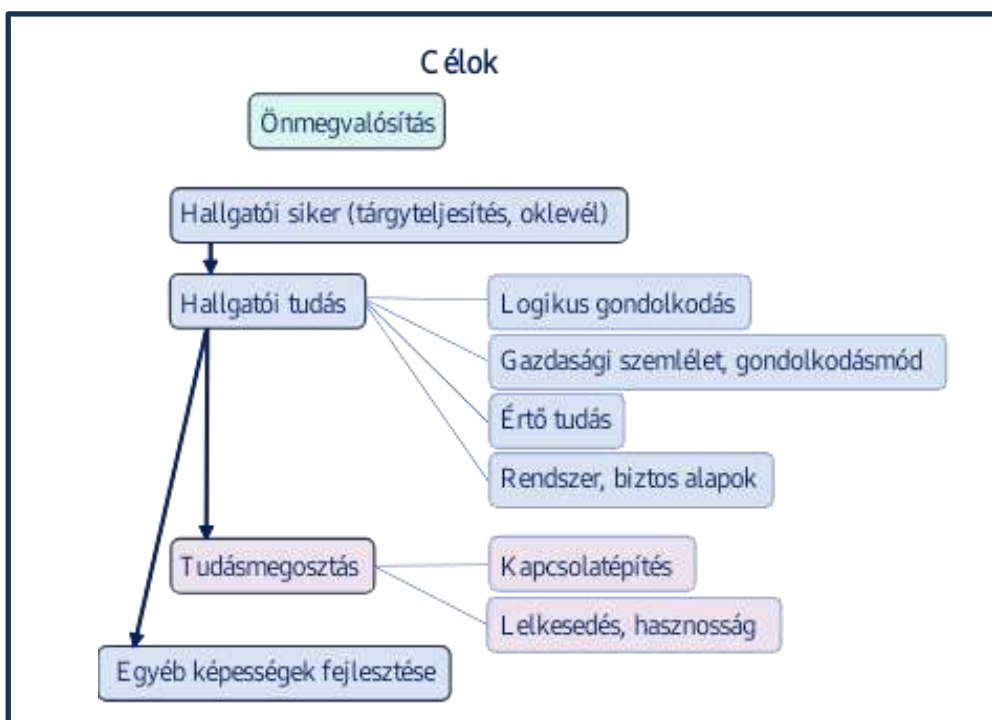 Célok
Önmegvalósítás
Hallgatói siker (tárgyteljesítés, oklevél)
Hallgatói tudás
Logikus gondolkodás
Gazdasági szemlélet, gondolkodásmód
Értő tudás
Rendszer, biztos alapok
Tudásmegosztás
Kapcsolatépítés
Lelkesedés, hasznosság
Egyéb képességek fejlesztése